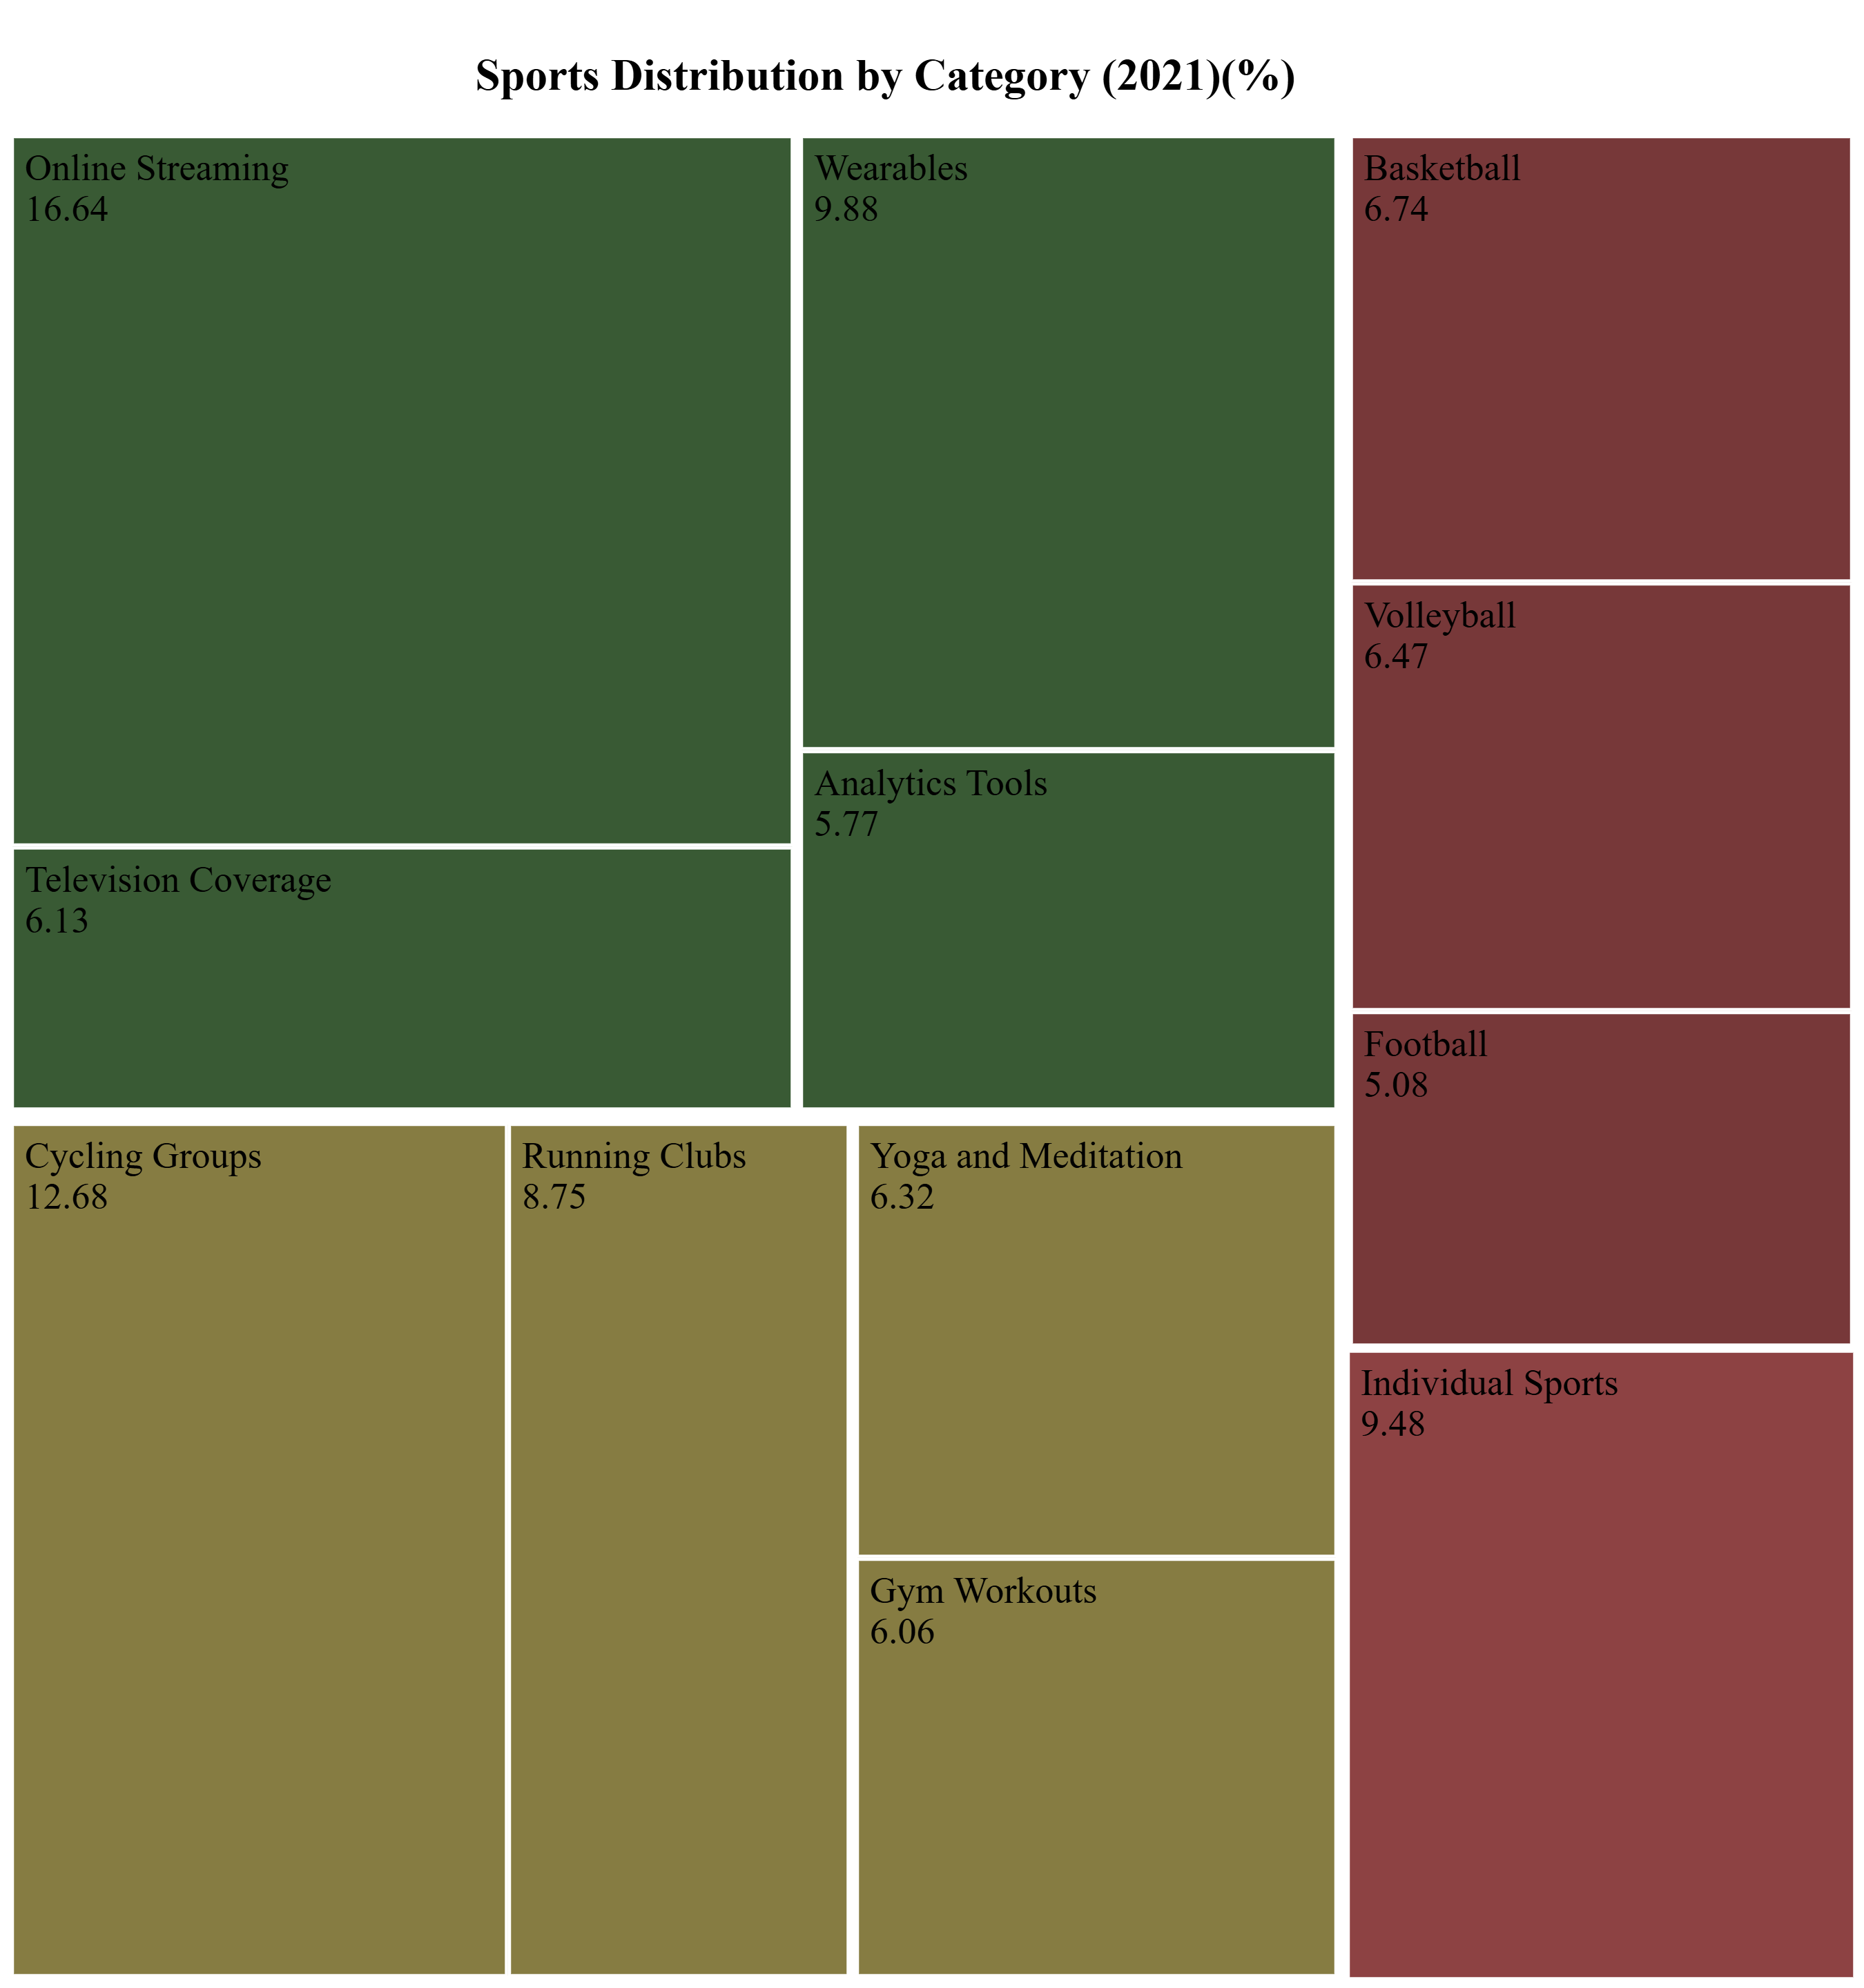 Sports Distribution by Category (2021)(%)
Online Streaming
16.64
Wearables
9.88
Basketball
6.74
Volleyball
6.47
Analytics Tools
5.77
Television Coverage
6.13
Football
5.08
Cycling Groups
12.68
Running Clubs
8.75
Yoga and Meditation
6.32
Individual Sports
9.48
Gym Workouts
6.06